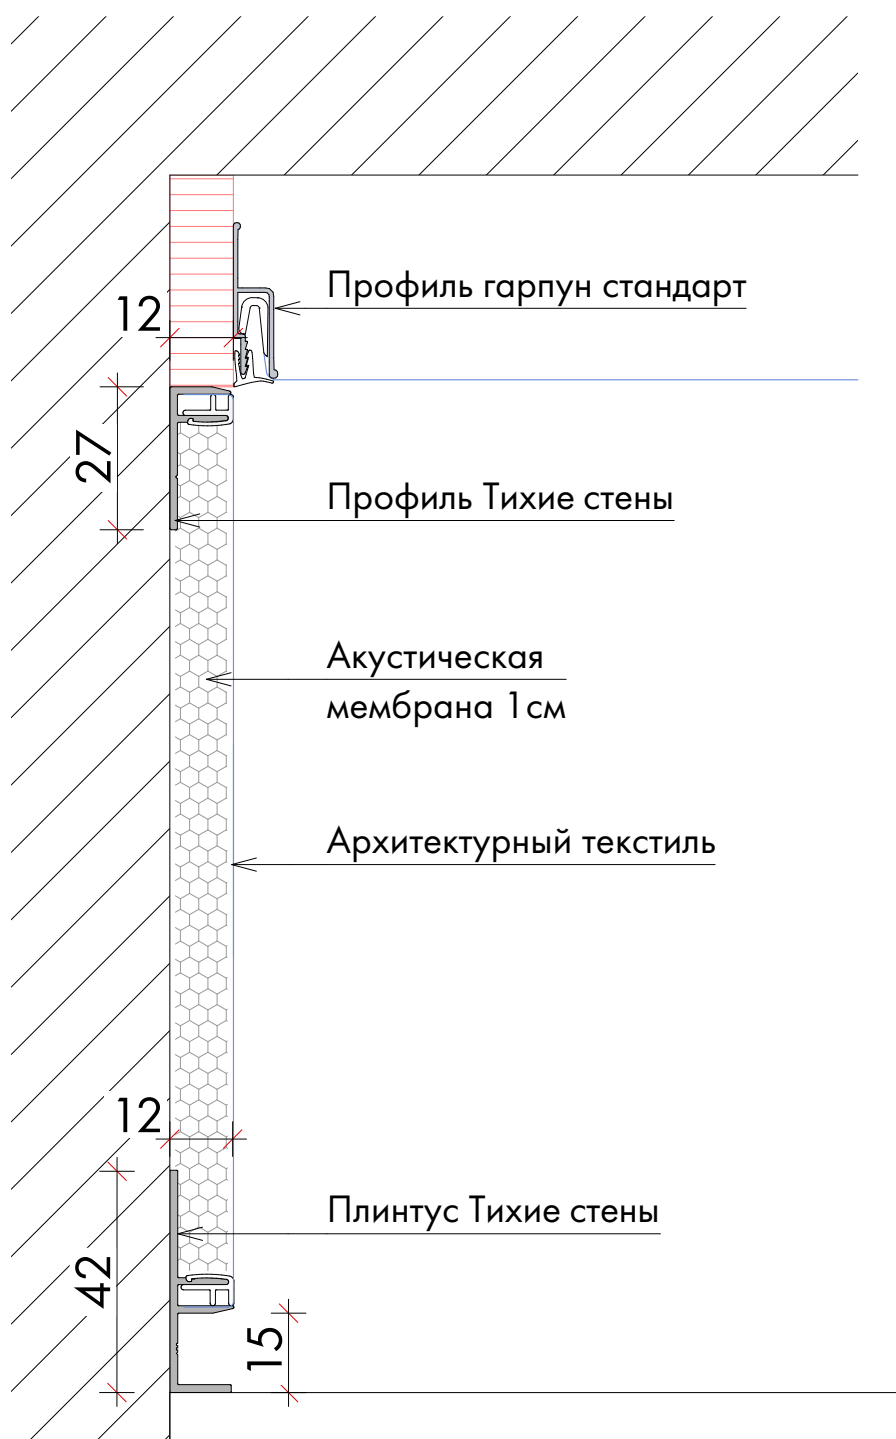 Профиль гарпун стандарт
12
27
Профиль Тихие стены
Акустическая
мембрана 1см
Архитектурный текстиль
12
Плинтус Тихие стены
42
15